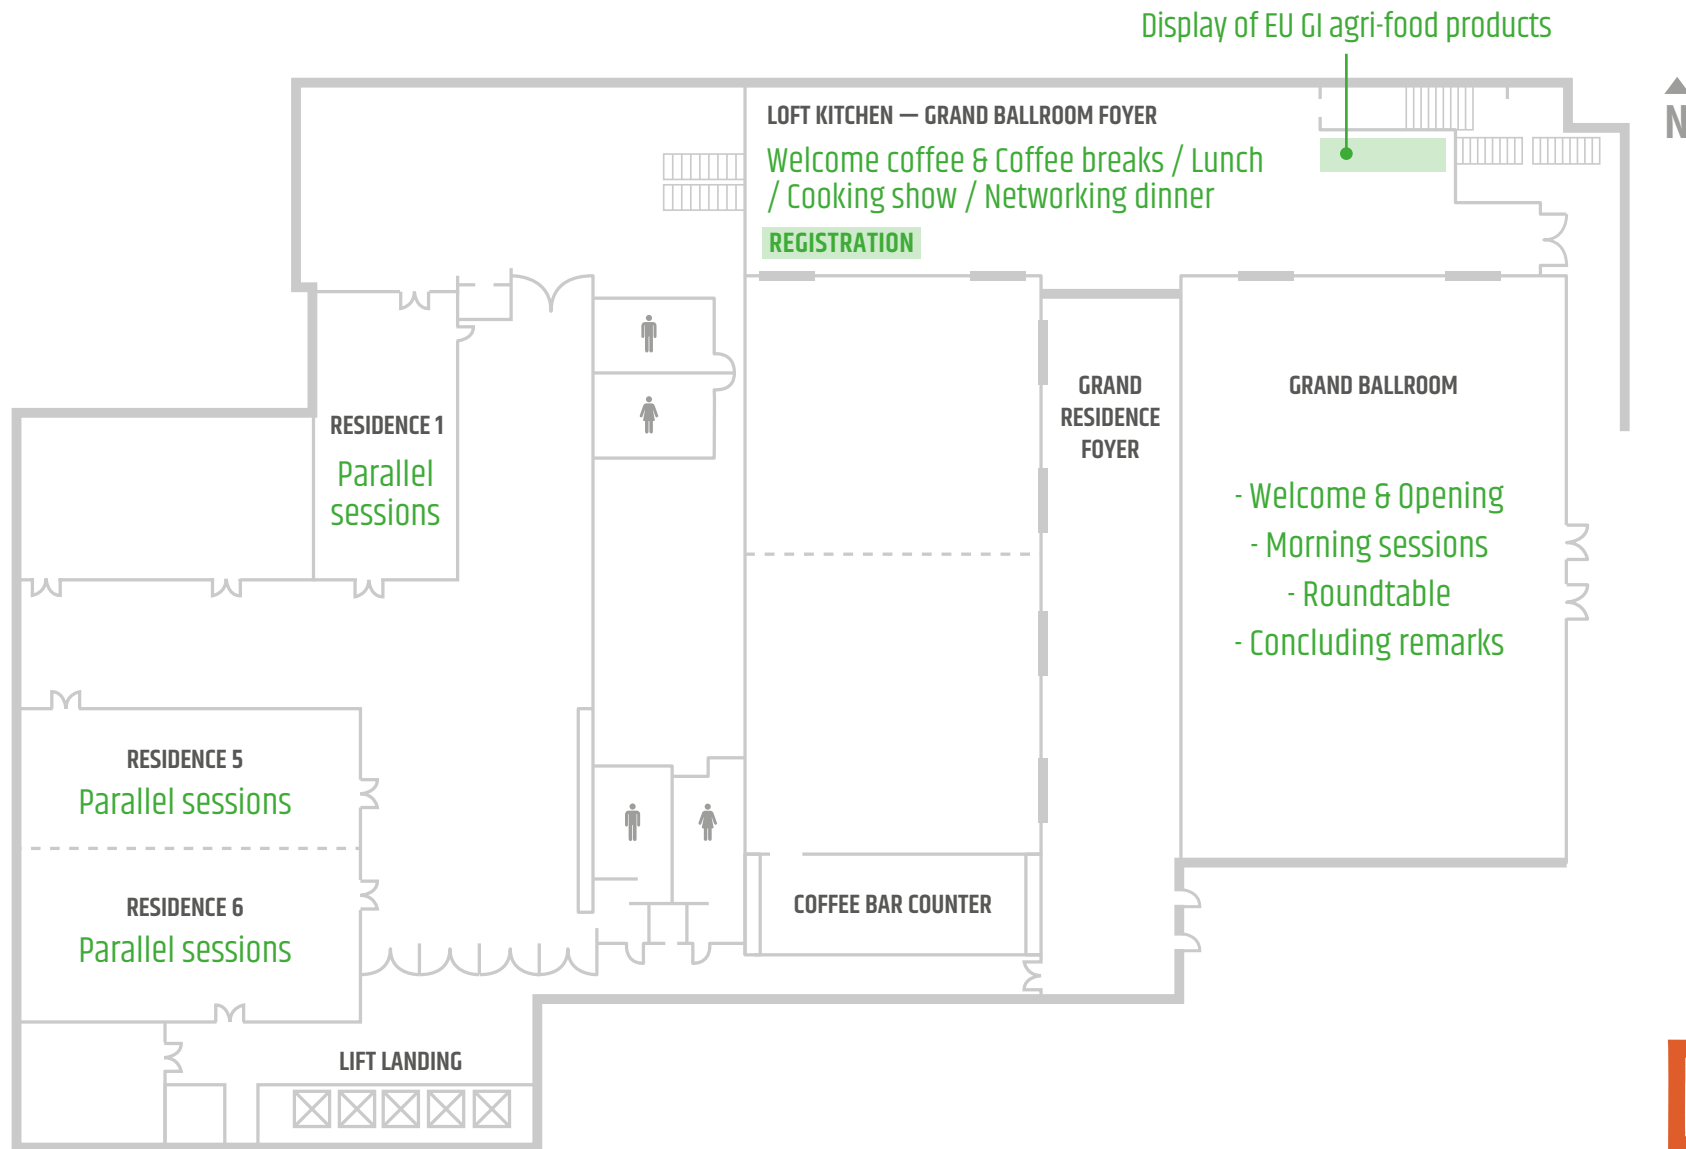 Display of EU GI agri-food products
N
LOFT KITCHEN — GRAND BALLROOM FOYER
Welcome coffee & Coffee breaks / Lunch
/ Cooking show / Networking dinner
REGISTRATION
RESIDENCE 1
Parallel
sessions
GRAND
RESIDENCE
FOYER
GRAND BALLROOM
- Welcome & Opening
- Morning sessions
- Roundtable
- Concluding remarks
RESIDENCE 5
Parallel sessions
RESIDENCE 6
Parallel sessions
COFFEE BAR COUNTER
LIFT LANDING